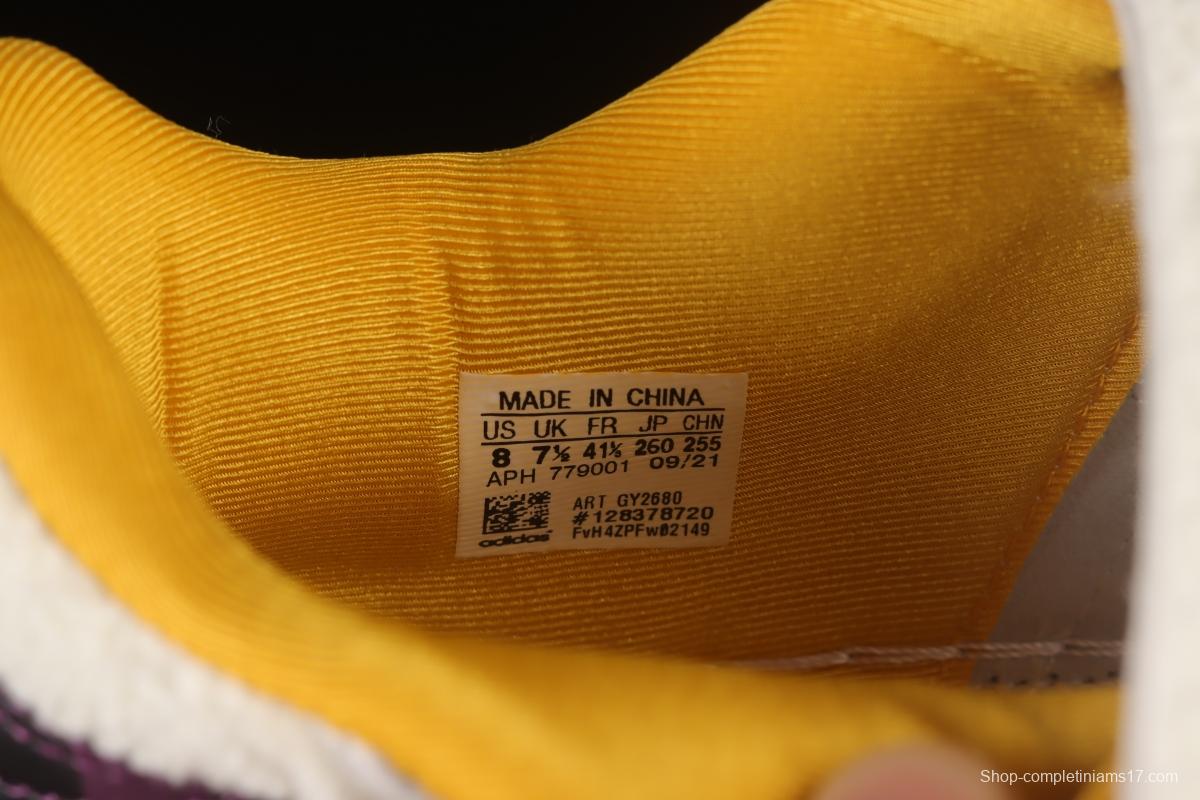 MADE IN CHINA
US UK FR JP CHN
8 7½ 41⅓ 260 255
APH 779001 09/21
ART GY2680
#128378720
FvH4ZPFw02149
adidas
Shop-completiniams17.com